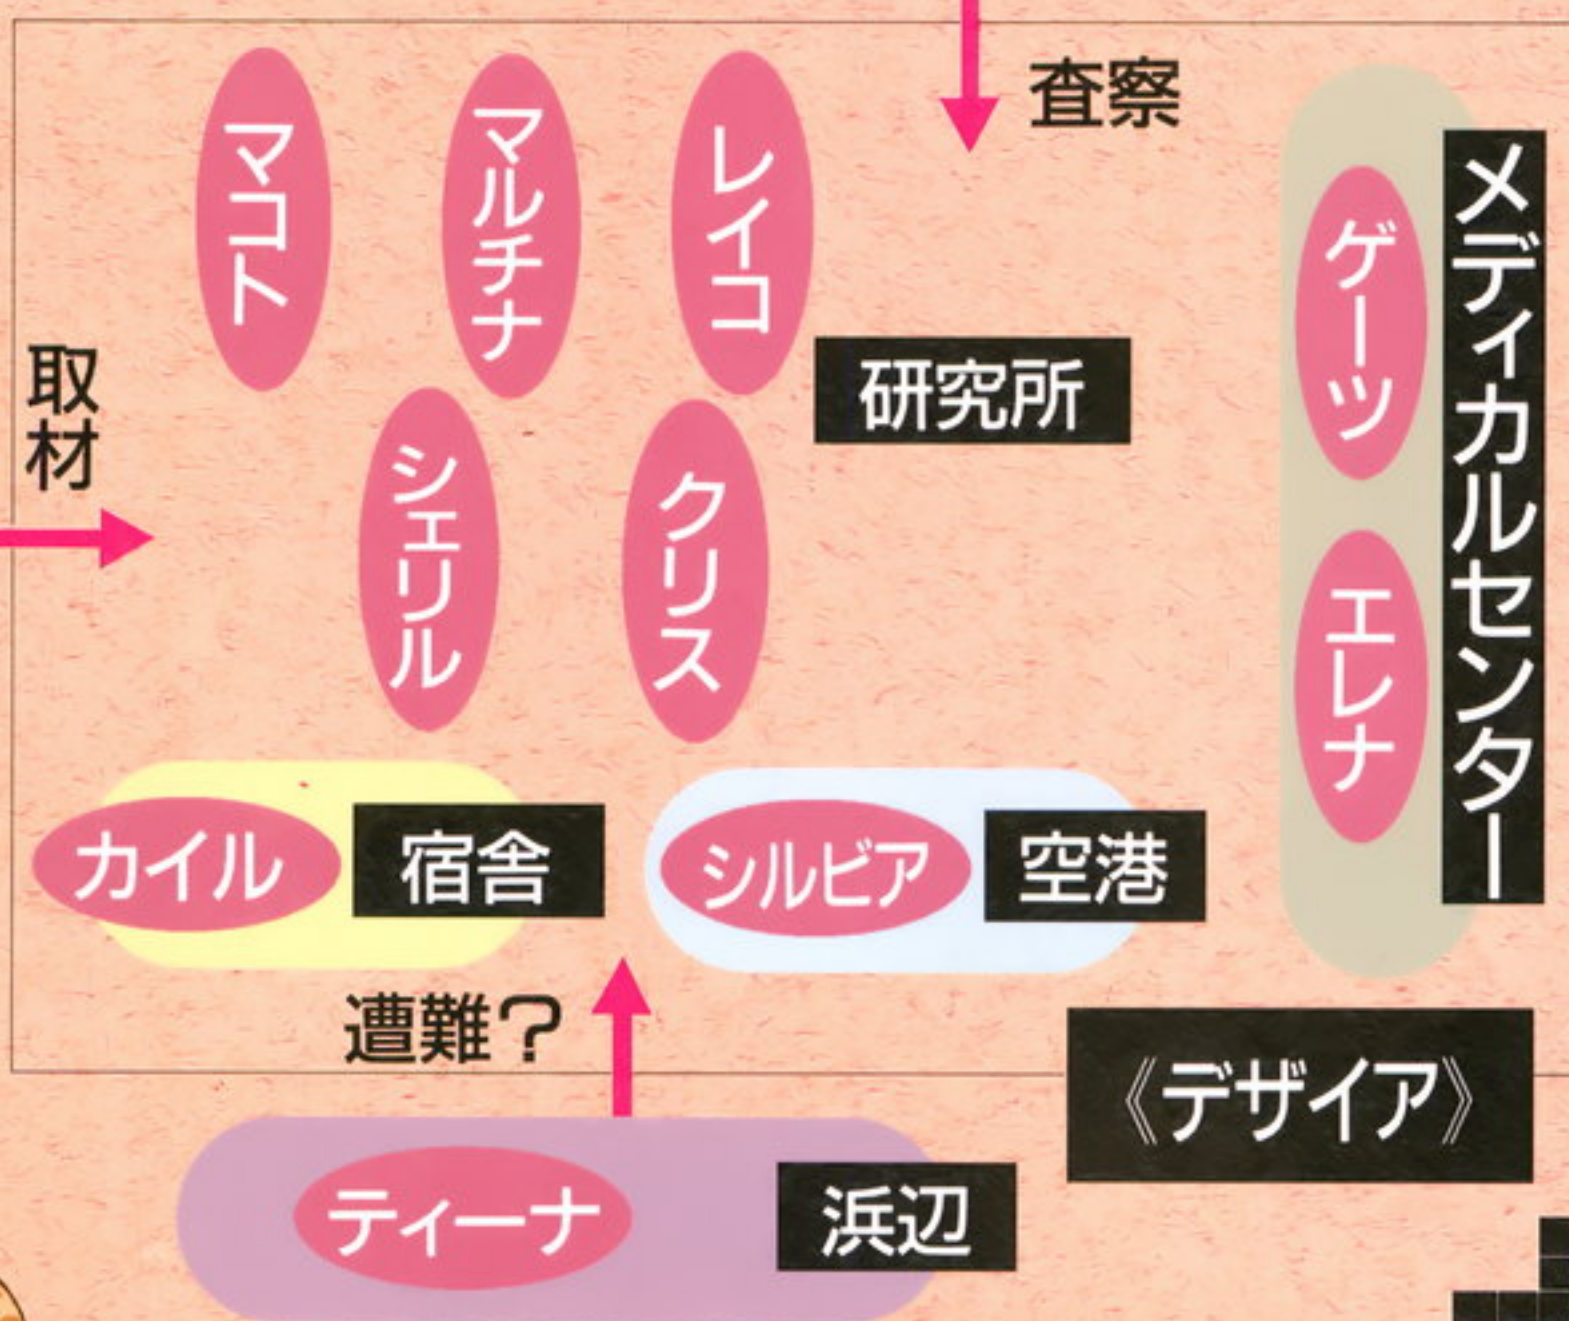 査察
マコト
マルチナ
レイコ
研究所
メディカルセンター
ゲーツ
エレナ
取材
シェリル
クリス
カイル
宿舎
シルビア
空港
遭難？
《デザイア》
ティーナ
浜辺